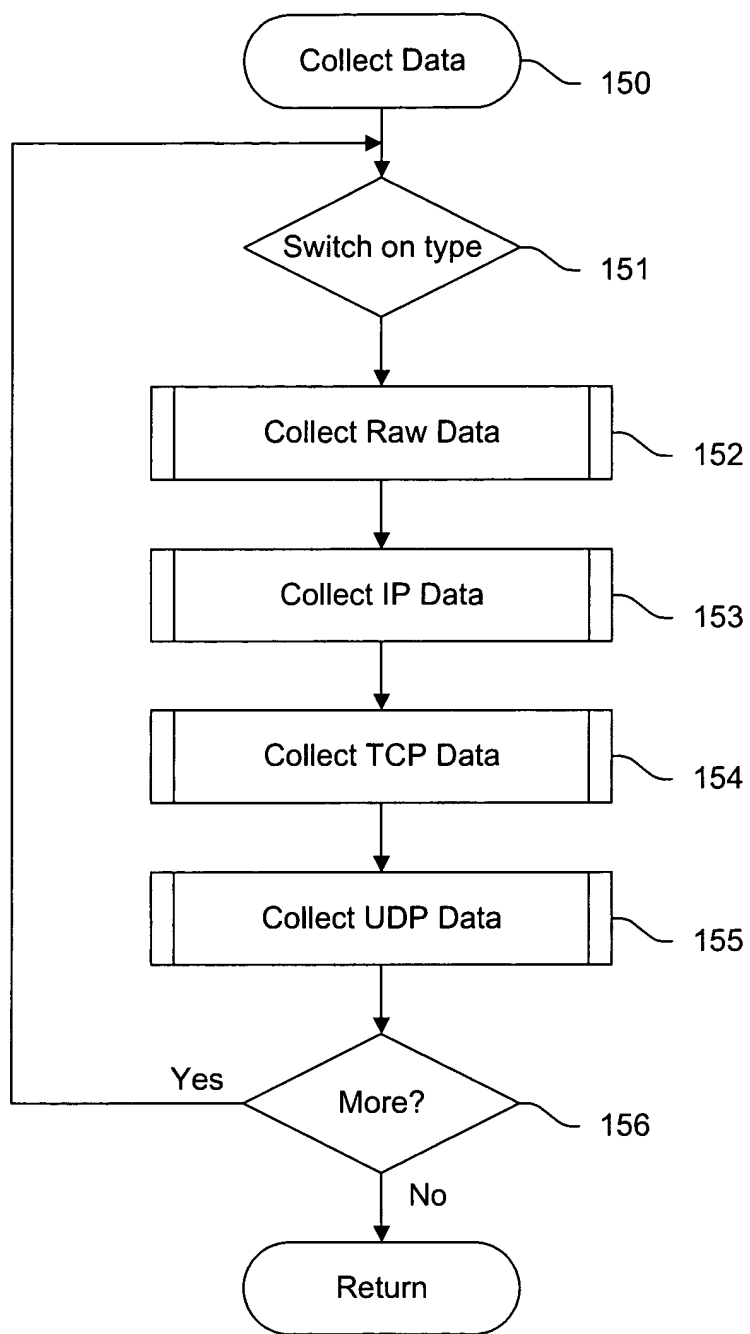 Collect Data
150
Switch on type
151
Collect Raw Data
152
Collect IP Data
153
Collect TCP Data
154
Collect UDP Data
155
Yes
More?
156
No
Return